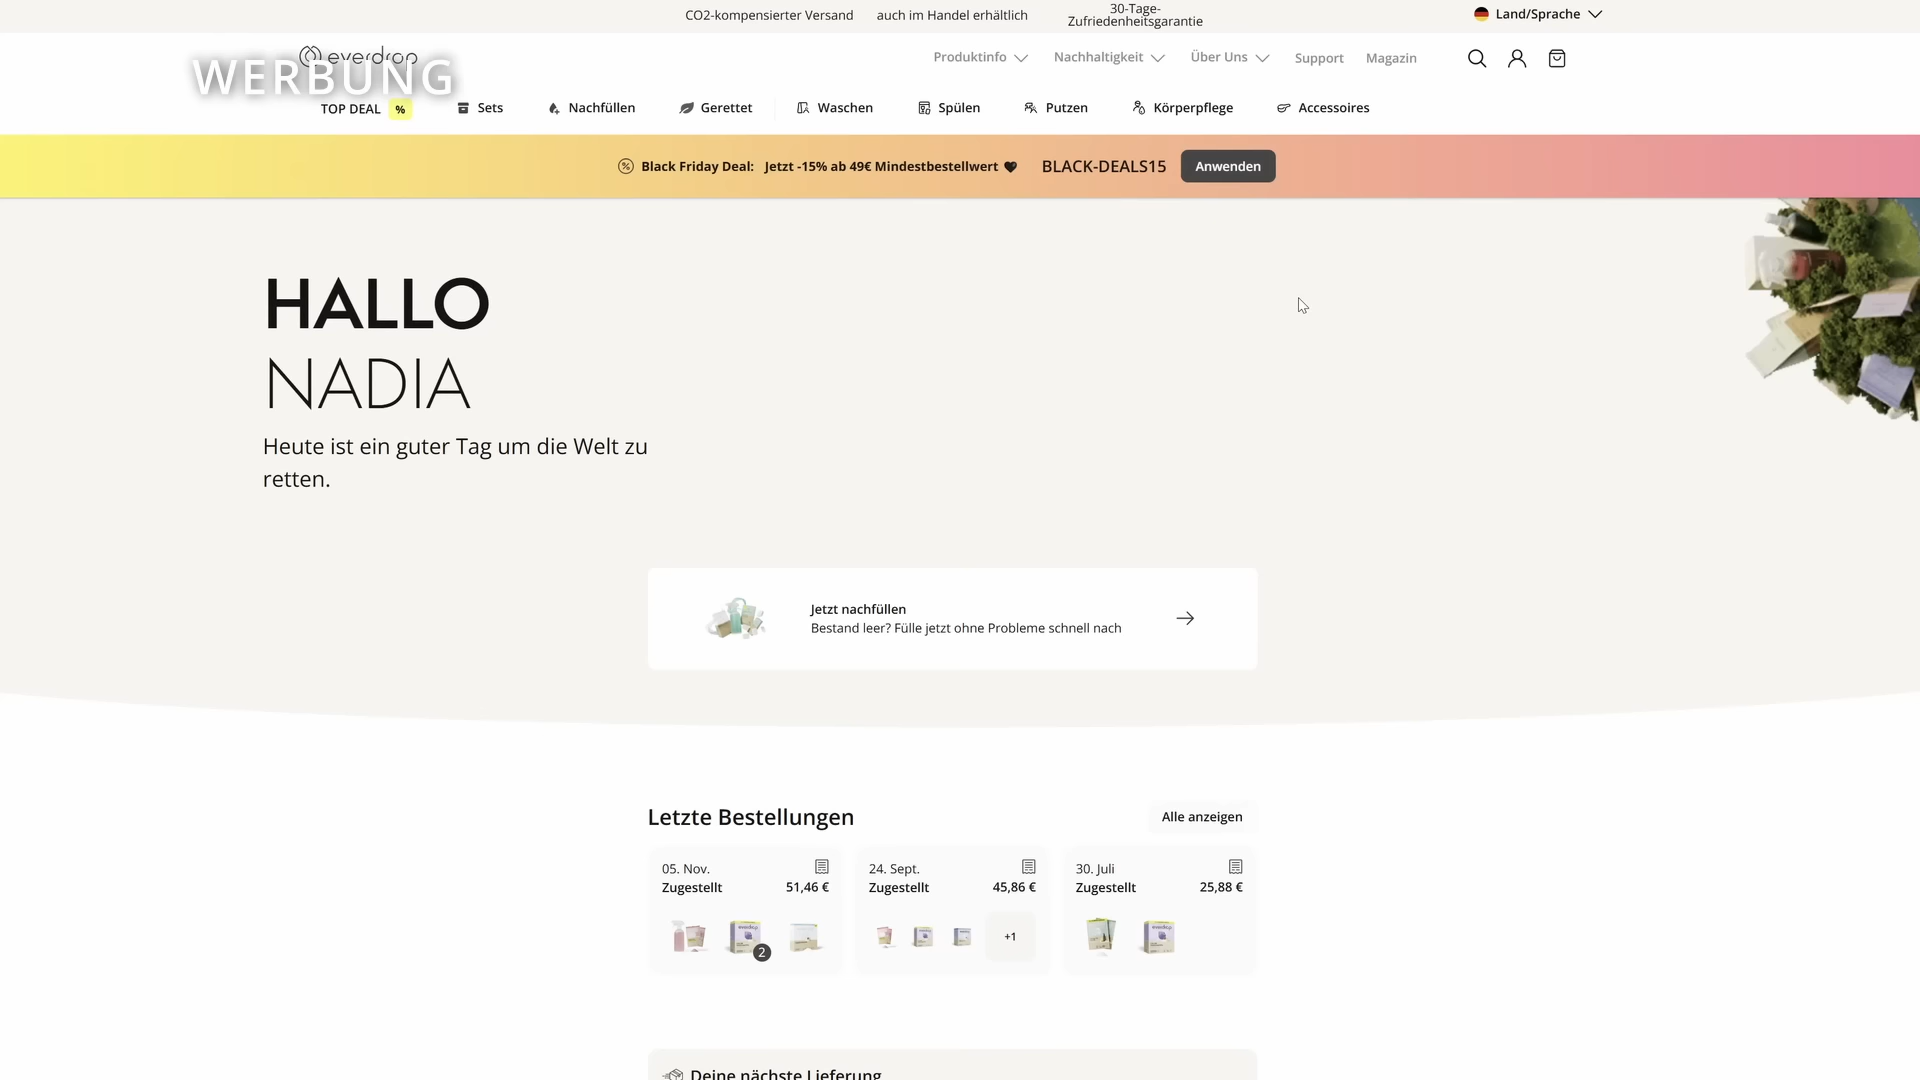 CO2-kompensierter Versand
auch im Handel erhältlich
30-Tage-
Zufriedenheitsgarantie
Land/Sprache
everdrop
WERBUNG
Produktinfo
Nachhaltigkeit
Über Uns
Support
Magazin
TOP DEAL %
Sets
Nachfüllen
Gerettet
Waschen
Spülen
Putzen
Körperpflege
Accessoires
Black Friday Deal: Jetzt -15% ab 49€ Mindestbestellwert
BLACK-DEALS15
Anwenden
HALLO
NADIA
Heute ist ein guter Tag um die Welt zu
retten.
Jetzt nachfüllen
Bestand leer? Fülle jetzt ohne Probleme schnell nach
Letzte Bestellungen
Alle anzeigen
05. Nov.
Zugestellt 51,46 €
2
24. Sept.
Zugestellt 45,86 €
+1
30. Juli
Zugestellt 25,88 €
Deine nächste Lieferung